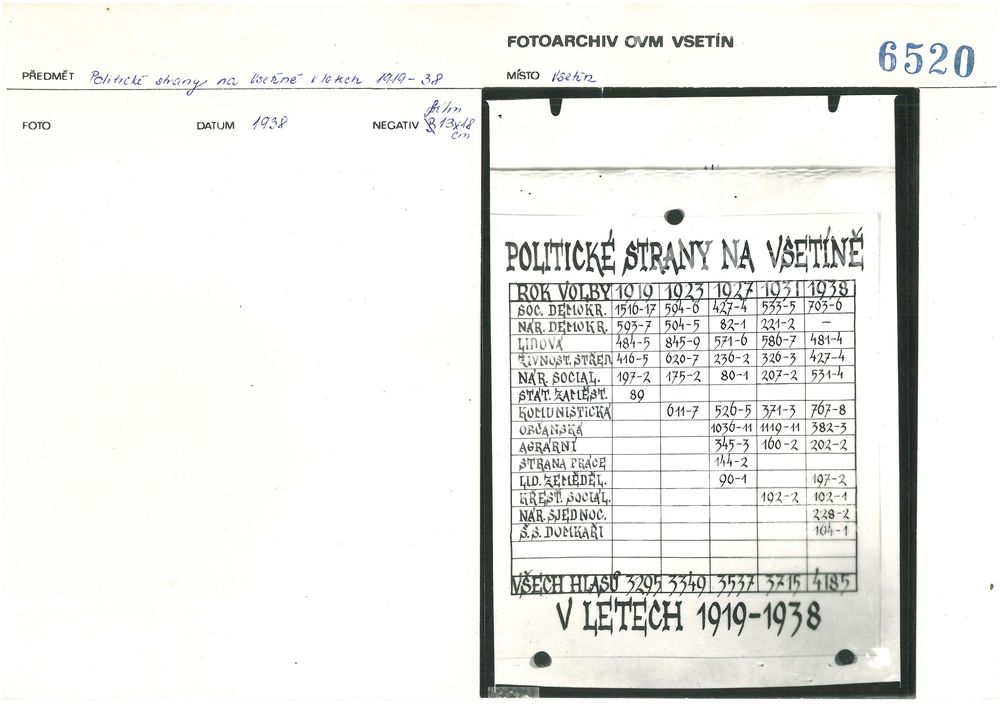 FOTOARCHIV OVM VSETÍN
6520
PŘEDMĚT Politické strany na Vsetíně v letech 1919-38
MÍSTO Vsetín
FOTO DATUM 1938 NEGATIV film 13x18 cm
POLITICKÉ STRANY NA VSETÍNĚ
ROK VOLBY 1919 1923 1927 1931 1938
SOC. DEMOKR. 1516-17 594-6 427-4 533-5 703-6
NÁR. DEMOKR. 593-7 504-5 82-1 221-2 –
LIDOVÁ 484-5 845-9 571-6 586-7 481-4
ŽIVNOST. STŘED. 416-5 620-7 236-2 326-3 427-4
NÁR. SOCIAL. 197-2 175-2 80-1 207-2 531-4
STÁT. ZAMĚST. 89
KOMUNISTICKÁ 611-7 526-5 371-3 767-8
OBČANSKÁ 1036-11 1119-11 382-3
AGRÁRNÍ 345-3 160-2 202-2
STRANA PRÁCE 144-2
LID. ZEMĚDĚL. 90-1 197-2
KŘEST. SOCIÁL. 192-2 102-1
NÁR. SJEDNOC. 228-2
Š.S. DOMKAŘI 164-1
VŠECH HLASŮ 3295 3349 3537 3715 4185
V LETECH 1919-1938